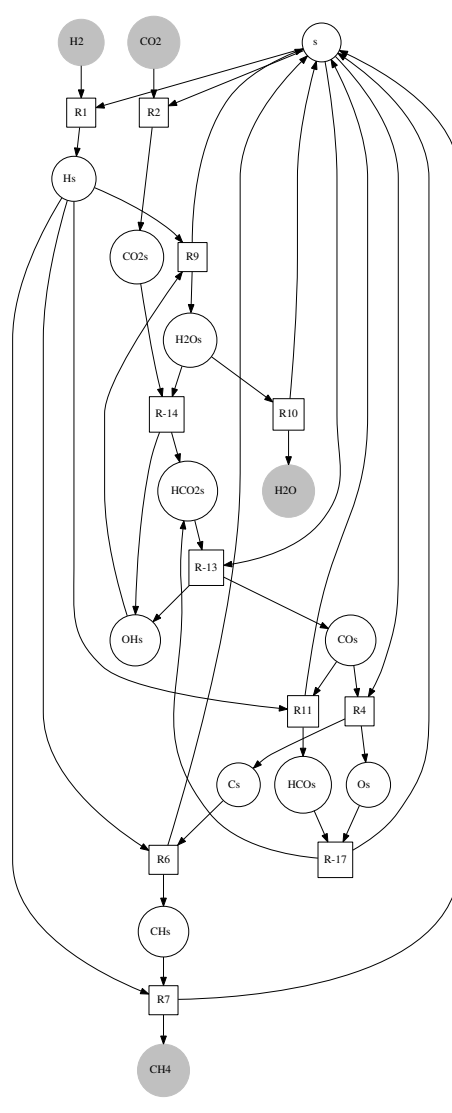 H2
CO2
s
R1
R2
Hs
CO2s
R9
H2Os
R-14
R10
HCO2s
H2O
R-13
OHs
COs
R11
R4
Cs
HCOs
Os
R6
R-17
CHs
R7
CH4